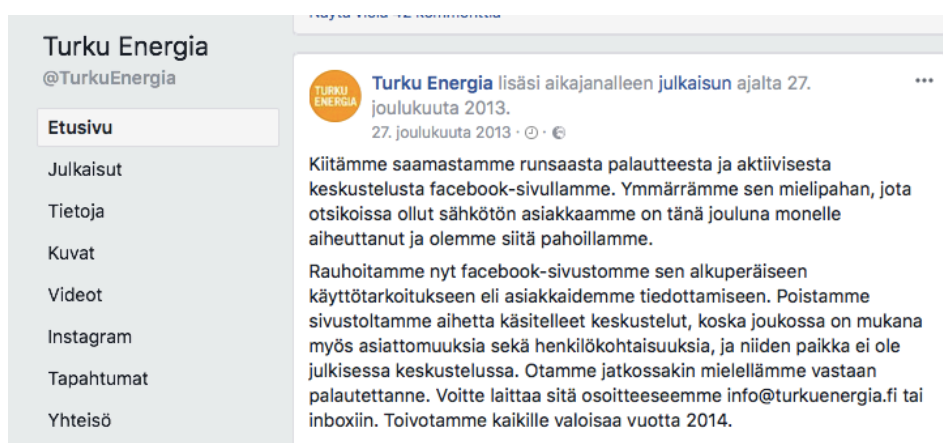 Turku Energia
@TurkuEnergia
Etusivu
Julkaisut
Tietoja
Kuvat
Videot
Instagram
Tapahtumat
Yhteisö
Näytä vielä 42 kommenttia
TURKU
ENERGIA
Turku Energia lisäsi aikajanalleen julkaisun ajalta 27.
joulukuuta 2013.
27. joulukuuta 2013
Kiitämme saamastamme runsaasta palautteesta ja aktiivisesta
keskustelusta facebook-sivullamme. Ymmärrämme sen mielipahan, jota
otsikoissa ollut sähkötön asiakkaamme on tänä jouluna monelle
aiheuttanut ja olemme siitä pahoillamme.
Rauhoitamme nyt facebook-sivustomme sen alkuperäiseen
käyttötarkoitukseen eli asiakkaidemme tiedottamiseen. Poistamme
sivustoltamme aihetta käsitelleet keskustelut, koska joukossa on mukana
myös asiattomuuksia sekä henkilökohtaisuuksia, ja niiden paikka ei ole
julkisessa keskustelussa. Otamme jatkossakin mielellämme vastaan
palautettanne. Voitte laittaa sitä osoitteeseemme info@turkuenergia.fi tai
inboxiin. Toivotamme kaikille valoisaa vuotta 2014.